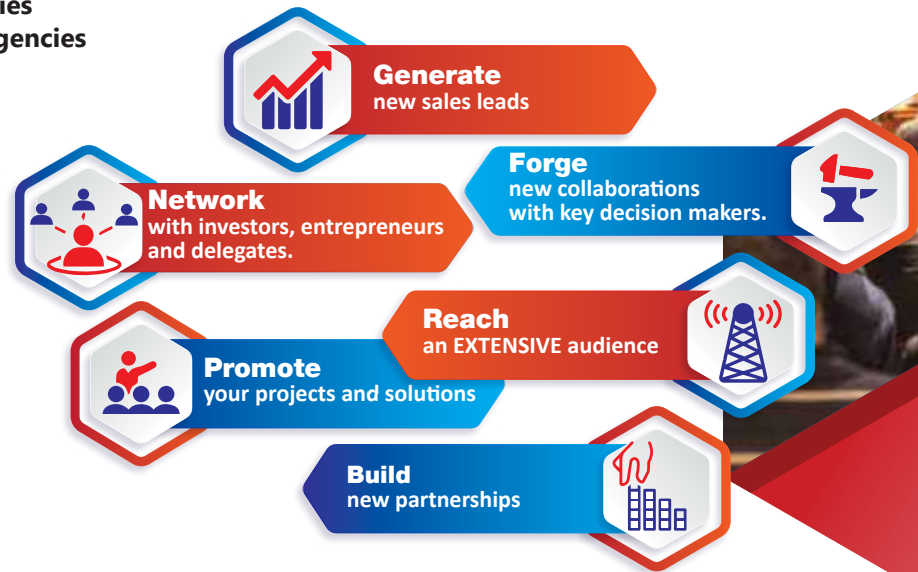 ies
gencies
Generate
new sales leads
Forge
new collaborations
with key decision makers.
Network
with investors, entrepreneurs
and delegates.
Reach
an EXTENSIVE audience
Promote
your projects and solutions
Build
new partnerships